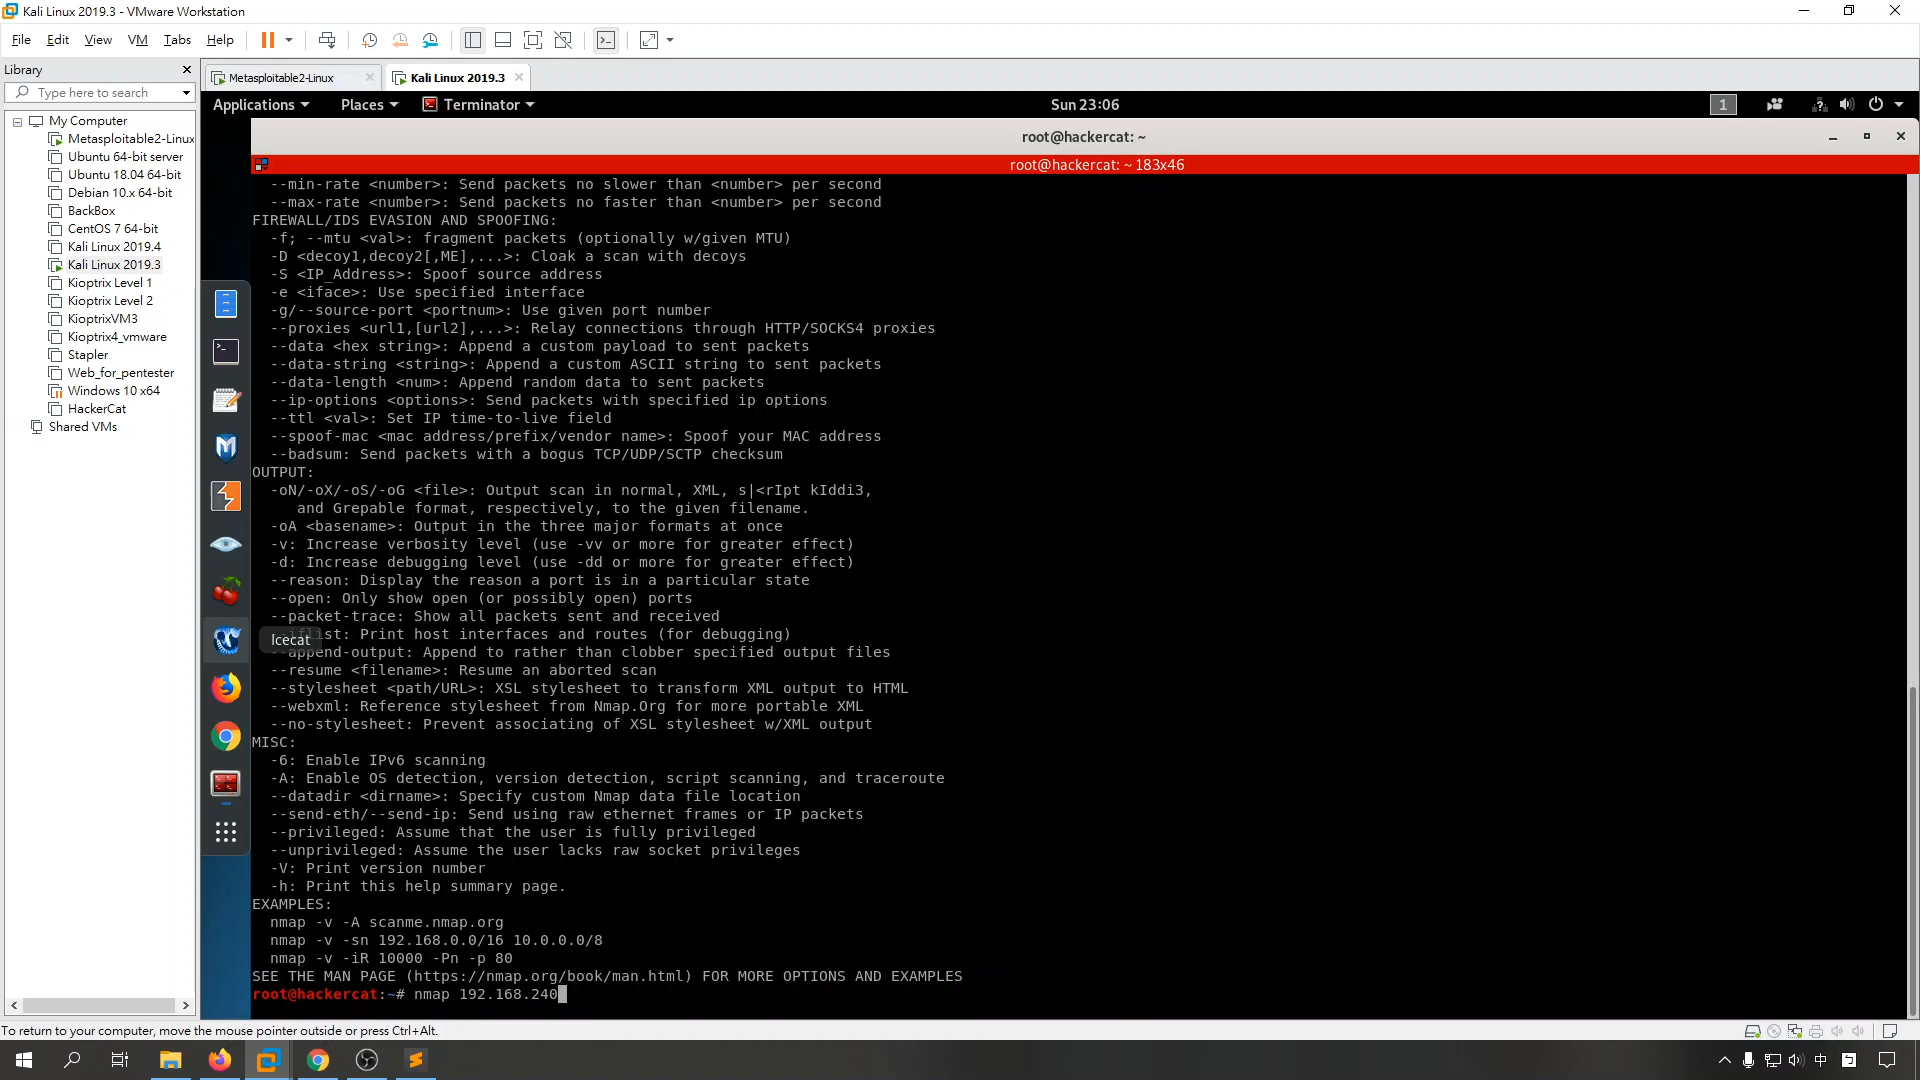 Kali Linux 2019.3 - VMware Workstation
File Edit View VM Tabs Help
Library
Type here to search
Metasploitable2-Linux
Kali Linux 2019.3
My Computer
Metasploitable2-Linux
Ubuntu 64-bit server
Ubuntu 18.04 64-bit
Debian 10.x 64-bit
BackBox
CentOS 7 64-bit
Kali Linux 2019.4
Kali Linux 2019.3
Kioptrix Level 1
Kioptrix Level 2
KioptrixVM3
Kioptrix4_vmware
Stapler
Web_for_pentester
Windows 10 x64
HackerCat
Shared VMs
Applications Places Terminator Sun 23:06 1
root@hackercat: ~
root@hackercat: ~ 183x46
--min-rate <number>: Send packets no slower than <number> per second
--max-rate <number>: Send packets no faster than <number> per second
FIREWALL/IDS EVASION AND SPOOFING:
-f; --mtu <val>: fragment packets (optionally w/given MTU)
-D <decoy1,decoy2[,ME],...>: Cloak a scan with decoys
-S <IP_Address>: Spoof source address
-e <iface>: Use specified interface
-g/--source-port <portnum>: Use given port number
--proxies <url1,[url2],...>: Relay connections through HTTP/SOCKS4 proxies
--data <hex string>: Append a custom payload to sent packets
--data-string <string>: Append a custom ASCII string to sent packets
--data-length <num>: Append random data to sent packets
--ip-options <options>: Send packets with specified ip options
--ttl <val>: Set IP time-to-live field
--spoof-mac <mac address/prefix/vendor name>: Spoof your MAC address
--badsum: Send packets with a bogus TCP/UDP/SCTP checksum
OUTPUT:
-oN/-oX/-oS/-oG <file>: Output scan in normal, XML, s|<rIpt kIddi3,
and Grepable format, respectively, to the given filename.
-oA <basename>: Output in the three major formats at once
-v: Increase verbosity level (use -vv or more for greater effect)
-d: Increase debugging level (use -dd or more for greater effect)
--reason: Display the reason a port is in a particular state
--open: Only show open (or possibly open) ports
--packet-trace: Show all packets sent and received
Icecat
--iflist: Print host interfaces and routes (for debugging)
--append-output: Append to rather than clobber specified output files
--resume <filename>: Resume an aborted scan
--stylesheet <path/URL>: XSL stylesheet to transform XML output to HTML
--webxml: Reference stylesheet from Nmap.Org for more portable XML
--no-stylesheet: Prevent associating of XSL stylesheet w/XML output
MISC:
-6: Enable IPv6 scanning
-A: Enable OS detection, version detection, script scanning, and traceroute
--datadir <dirname>: Specify custom Nmap data file location
--send-eth/--send-ip: Send using raw ethernet frames or IP packets
--privileged: Assume that the user is fully privileged
--unprivileged: Assume the user lacks raw socket privileges
-V: Print version number
-h: Print this help summary page.
EXAMPLES:
nmap -v -A scanme.nmap.org
nmap -v -sn 192.168.0.0/16 10.0.0.0/8
nmap -v -iR 10000 -Pn -p 80
SEE THE MAN PAGE (https://nmap.org/book/man.html) FOR MORE OPTIONS AND EXAMPLES
root@hackercat:~# nmap 192.168.240
To return to your computer, move the mouse pointer outside or press Ctrl+Alt.
中